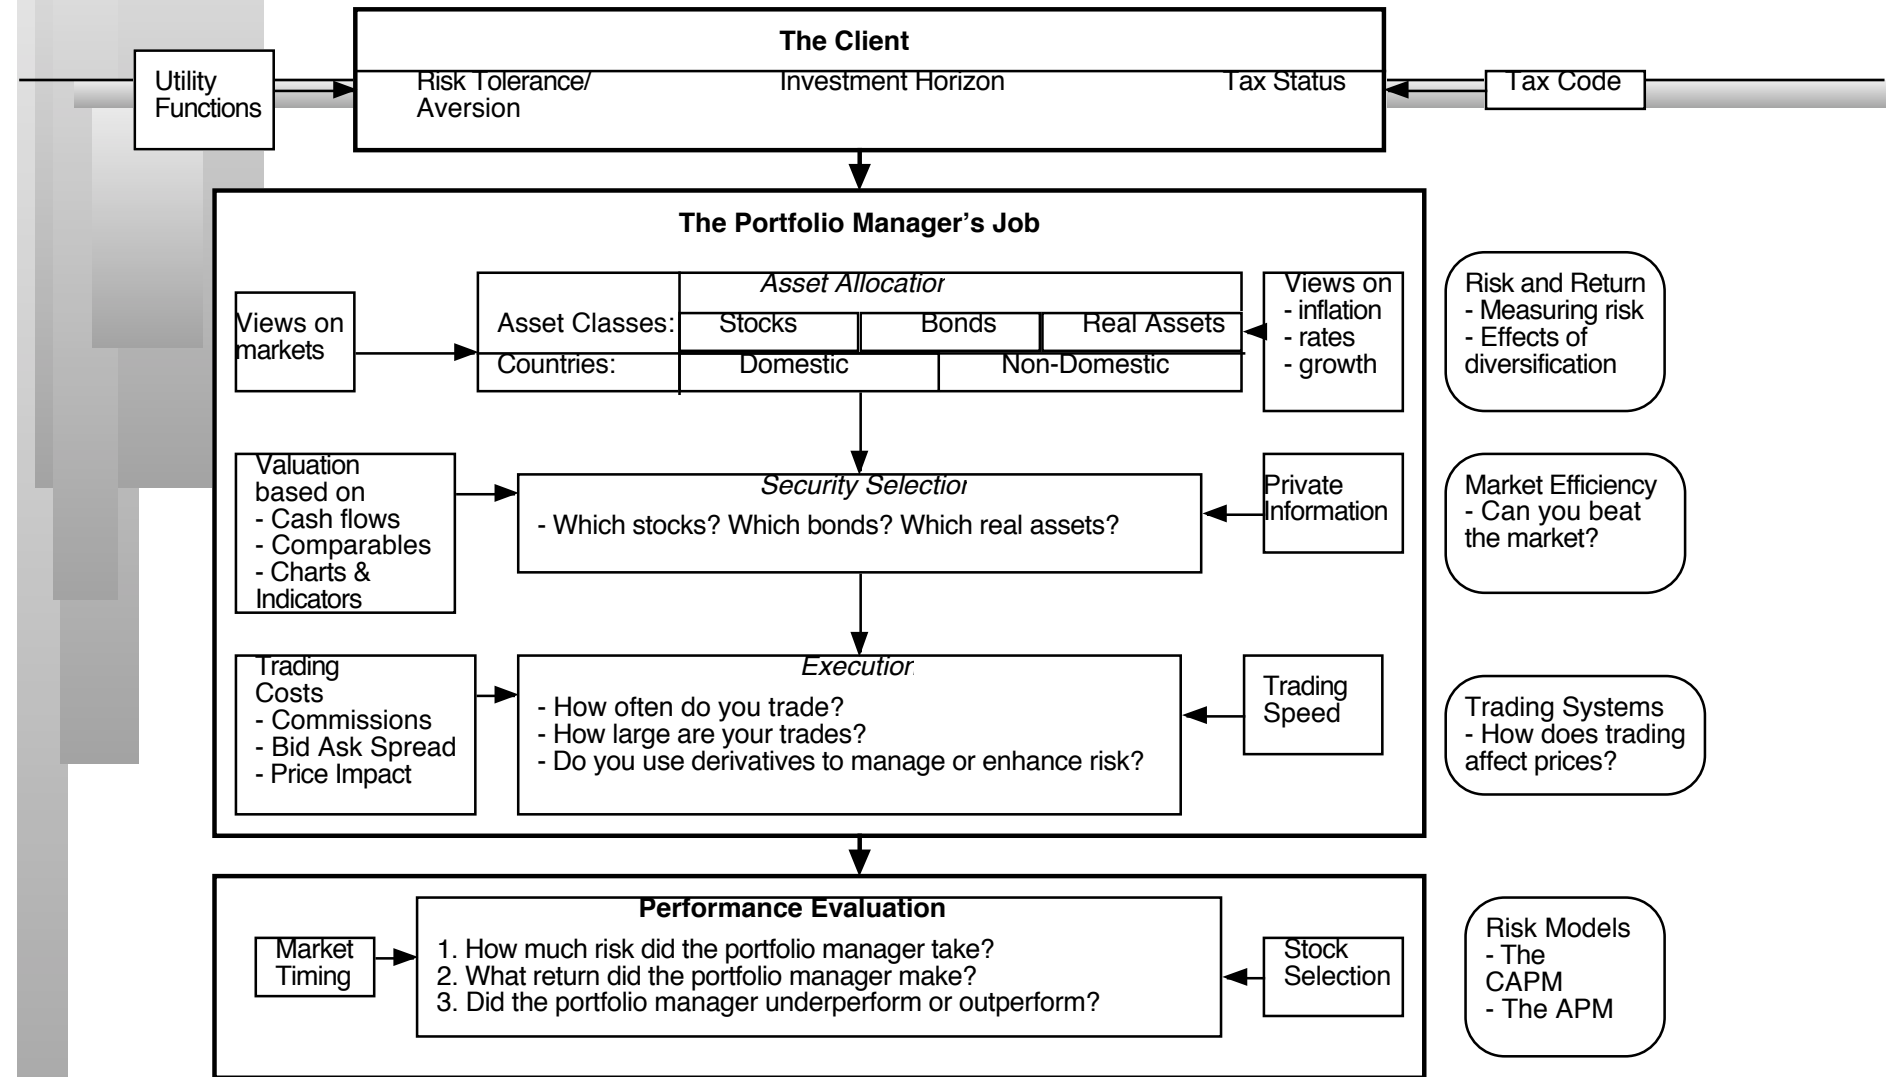 The Client
Utility
Functions
Risk Tolerance/
Aversion
Investment Horizon
Tax Status
Tax Code
The Portfolio Manager’s Job
Views on
markets
Asset Allocation
Asset Classes:
Stocks
Bonds
Real Assets
Countries:
Domestic
Non-Domestic
Views on
- inflation
- rates
- growth
Risk and Return
- Measuring risk
- Effects of
diversification
Valuation
based on
- Cash flows
- Comparables
- Charts &
Indicators
Security Selection
- Which stocks? Which bonds? Which real assets?
Private
Information
Market Efficiency
- Can you beat
the market?
Trading
Costs
- Commissions
- Bid Ask Spread
- Price Impact
Execution
- How often do you trade?
- How large are your trades?
- Do you use derivatives to manage or enhance risk?
Trading
Speed
Trading Systems
- How does trading
affect prices?
Performance Evaluation
Market
Timing
1. How much risk did the portfolio manager take?
2. What return did the portfolio manager make?
3. Did the portfolio manager underperform or outperform?
Stock
Selection
Risk Models
- The
CAPM
- The APM